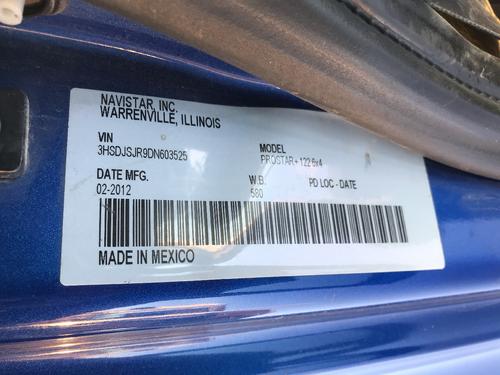 NAVISTAR, INC.
WARRENVILLE, ILLINOIS
VIN
3HSDJSJR9DN603525
MODEL
PROSTAR+ 122 6x4
DATE MFG.
02-2012
W.B.
580
PD LOC - DATE
MADE IN MEXICO